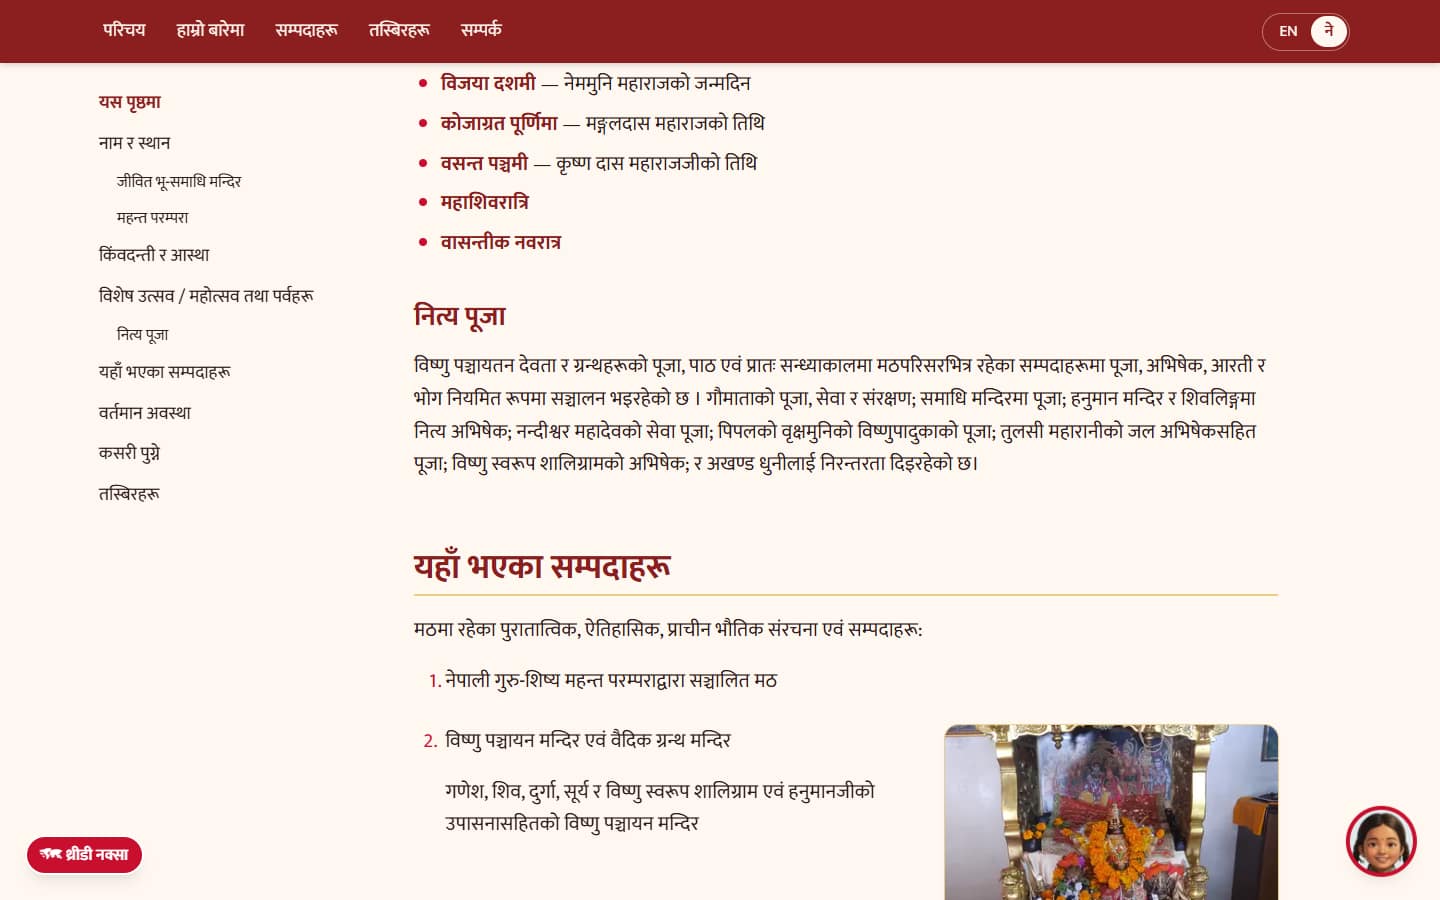 परिचय हाम्रो बारेमा सम्पदाहरू तस्बिरहरू सम्पर्क EN ने
यस पृष्ठमा
नाम र स्थान
जीवित भू-समाधि मन्दिर
महन्त परम्परा
किंवदन्ती र आस्था
विशेष उत्सव / महोत्सव तथा पर्वहरू
नित्य पूजा
यहाँ भएका सम्पदाहरू
वर्तमान अवस्था
कसरी पुग्ने
तस्बिरहरू
विजया दशमी — नेममुनि महाराजको जन्मदिन
कोजाग्रत पूर्णिमा — मङ्गलदास महाराजको तिथि
वसन्त पञ्चमी — कृष्ण दास महाराजजीको तिथि
महाशिवरात्रि
वासन्तीक नवरात्र
नित्य पूजा
विष्णु पञ्चायतन देवता र ग्रन्थहरूको पूजा, पाठ एवं प्रातः सन्ध्याकालमा मठपरिसरभित्र रहेका सम्पदाहरूमा पूजा, अभिषेक, आरती र
भोग नियमित रूपमा सञ्चालन भइरहेको छ । गौमाताको पूजा, सेवा र संरक्षण; समाधि मन्दिरमा पूजा; हनुमान मन्दिर र शिवलिङ्गमा
नित्य अभिषेक; नन्दीश्वर महादेवको सेवा पूजा; पिपलको वृक्षमुनिको विष्णुपादुकाको पूजा; तुलसी महारानीको जल अभिषेकसहित
पूजा; विष्णु स्वरूप शालिग्रामको अभिषेक; र अखण्ड धुनीलाई निरन्तरता दिइरहेको छ।
यहाँ भएका सम्पदाहरू
मठमा रहेका पुरातात्विक, ऐतिहासिक, प्राचीन भौतिक संरचना एवं सम्पदाहरू:
1. नेपाली गुरु-शिष्य महन्त परम्पराद्वारा सञ्चालित मठ
2. विष्णु पञ्चायन मन्दिर एवं वैदिक ग्रन्थ मन्दिर
गणेश, शिव, दुर्गा, सूर्य र विष्णु स्वरूप शालिग्राम एवं हनुमानजीको
उपासनासहितको विष्णु पञ्चायन मन्दिर
थ्रीडी नक्सा